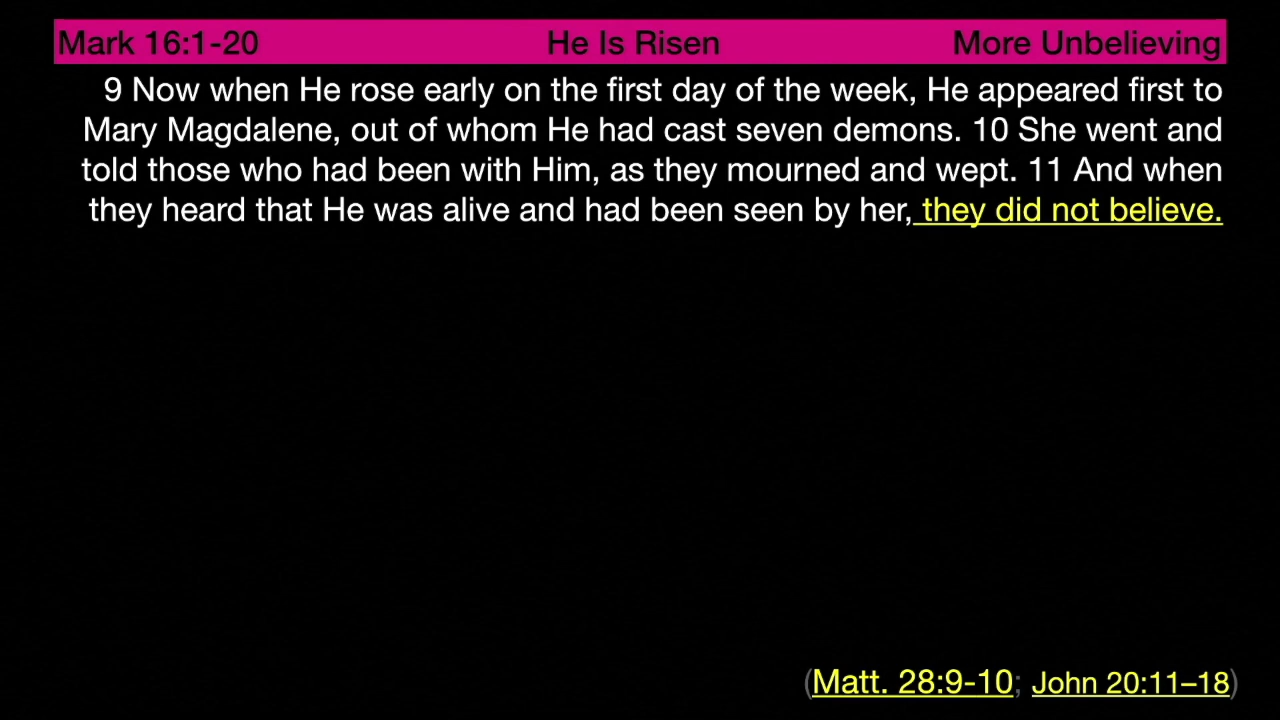 Mark 16:1-20 He Is Risen More Unbelieving
9 Now when He rose early on the first day of the week, He appeared first to
Mary Magdalene, out of whom He had cast seven demons. 10 She went and
told those who had been with Him, as they mourned and wept. 11 And when
they heard that He was alive and had been seen by her, they did not believe.
(Matt. 28:9-10; John 20:11–18)